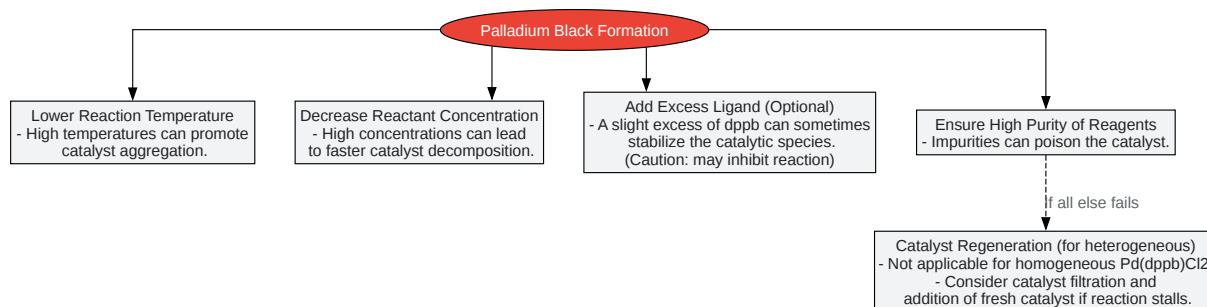 Palladium Black Formation
Lower Reaction Temperature
- High temperatures can promote
catalyst aggregation.
Decrease Reactant Concentration
- High concentrations can lead
to faster catalyst decomposition.
Add Excess Ligand (Optional)
- A slight excess of dppb can sometimes
stabilize the catalytic species.
(Caution: may inhibit reaction)
Ensure High Purity of Reagents
- Impurities can poison the catalyst.
If all else fails
Catalyst Regeneration (for heterogeneous)
- Not applicable for homogeneous Pd(dppb)Cl2
- Consider catalyst filtration and
addition of fresh catalyst if reaction stalls.